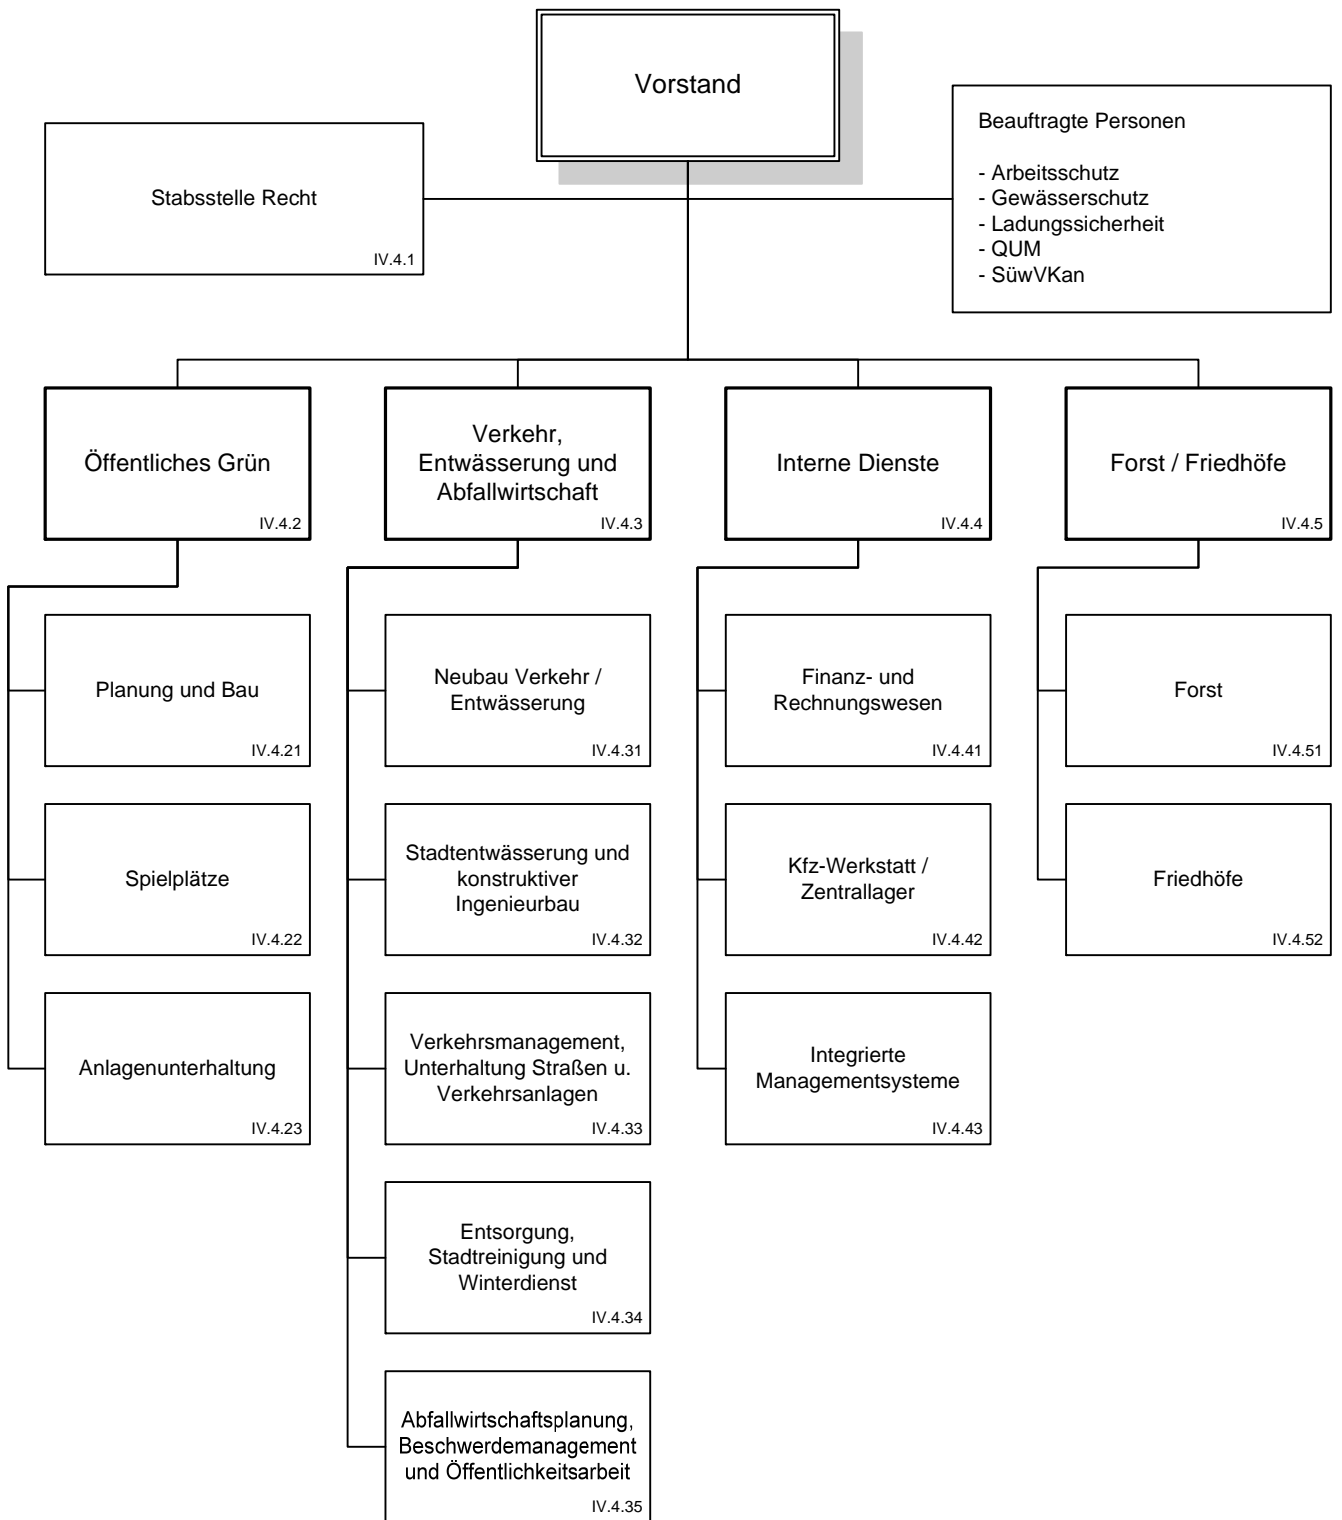 Vorstand
Stabsstelle Recht
IV.4.1
Beauftragte Personen
- Arbeitsschutz
- Gewässerschutz
- Ladungssicherheit
- QUM
- SüwVKan
Öffentliches Grün
IV.4.2
Verkehr,
Entwässerung und
Abfallwirtschaft
IV.4.3
Interne Dienste
IV.4.4
Forst / Friedhöfe
IV.4.5
Planung und Bau
IV.4.21
Neubau Verkehr /
Entwässerung
IV.4.31
Finanz- und
Rechnungswesen
IV.4.41
Forst
IV.4.51
Spielplätze
IV.4.22
Stadtentwässerung und
konstruktiver
Ingenieurbau
IV.4.32
Kfz-Werkstatt /
Zentrallager
IV.4.42
Friedhöfe
IV.4.52
Anlagenunterhaltung
IV.4.23
Verkehrsmanagement,
Unterhaltung Straßen u.
Verkehrsanlagen
IV.4.33
Integrierte
Managementsysteme
IV.4.43
Entsorgung,
Stadtreinigung und
Winterdienst
IV.4.34
Abfallwirtschaftsplanung,
Beschwerdemanagement
und Öffentlichkeitsarbeit
IV.4.35